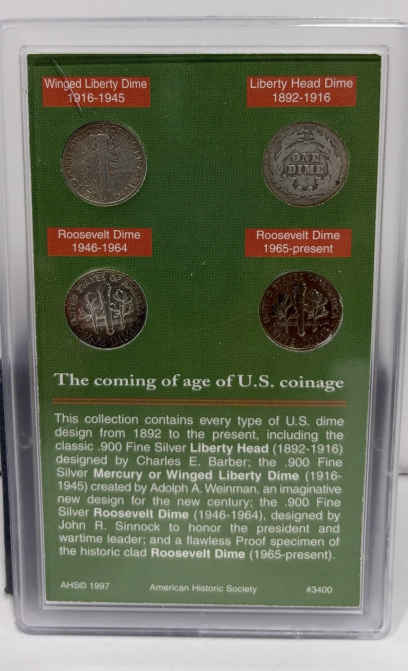 Winged Liberty Dime
1916-1945
Liberty Head Dime
1892-1916
ONE
DIME
Roosevelt Dime
1946-1964
Roosevelt Dime
1965-present
The coming of age of U.S. coinage
This collection contains every type of U.S. dime
design from 1892 to the present, including the
classic .900 Fine Silver Liberty Head (1892-1916)
designed by Charles E. Barber; the .900 Fine
Silver Mercury or Winged Liberty Dime (1916-
1945) created by Adolph A. Weinman, an imaginative
new design for the new century; the .900 Fine
Silver Roosevelt Dime (1946-1964), designed by
John R. Sinnock to honor the president and
wartime leader; and a flawless Proof specimen of
the historic clad Roosevelt Dime (1965-present).
AHS© 1997
American Historic Society
#3400